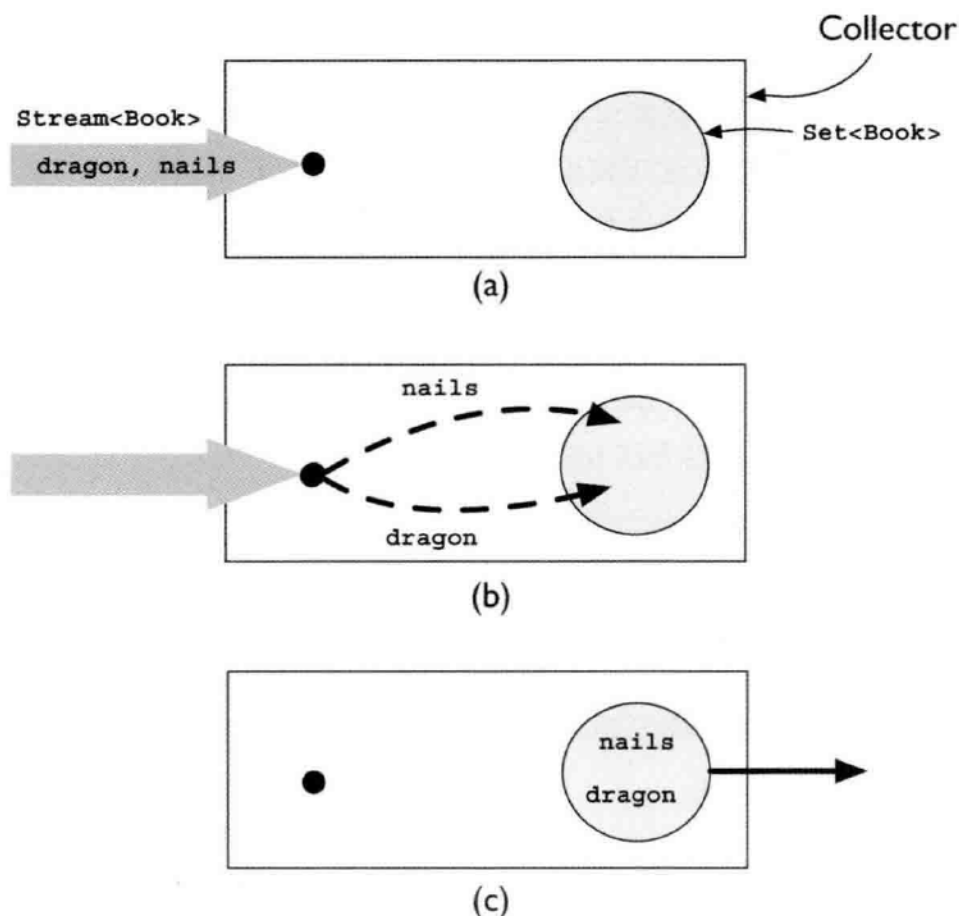 Collector
Stream<Book>
Set<Book>
dragon, nails
(a)
nails
dragon
(b)
nails
dragon
(c)